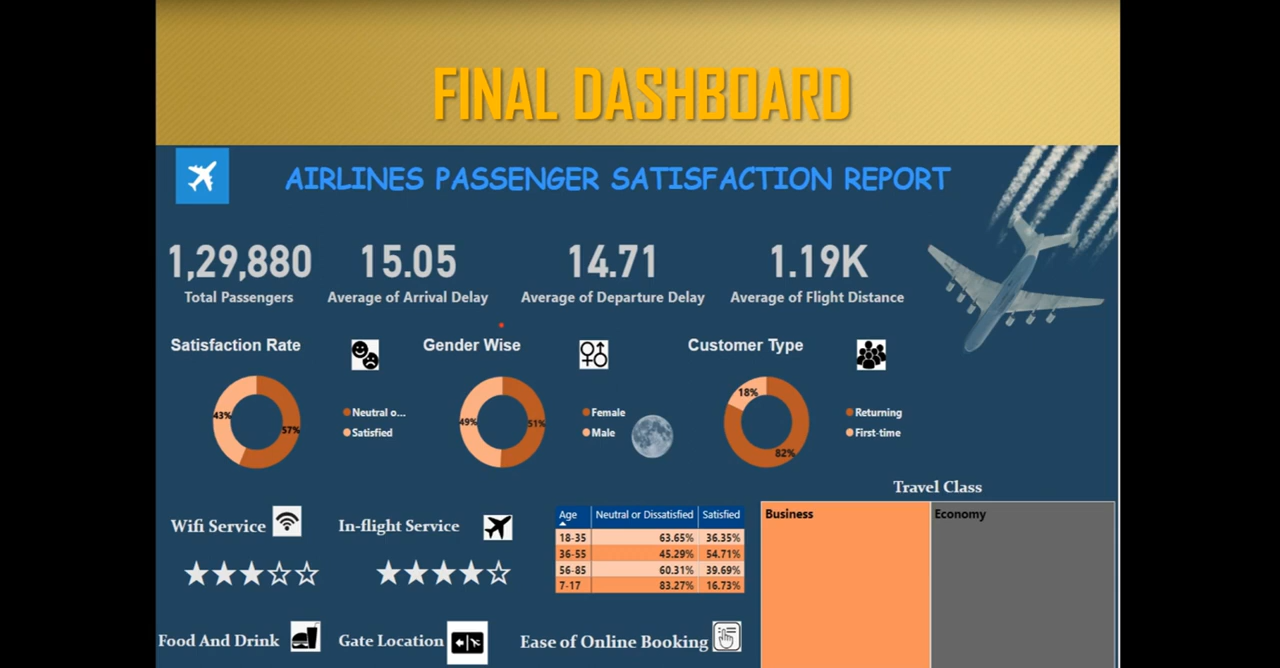 FINAL DASHBOARD
AIRLINES PASSENGER SATISFACTION REPORT
1,29,880 15.05 14.71 1.19K
Total Passengers Average of Arrival Delay Average of Departure Delay Average of Flight Distance
Satisfaction Rate Gender Wise Customer Type
43% 57% Neutral o... Satisfied
49% 51% Female Male
18% 82% Returning First-time
Travel Class
Business Economy
Wifi Service In-flight Service
Age Neutral or Dissatisfied Satisfied
18-35 63.65% 36.35%
36-55 45.29% 54.71%
56-85 60.31% 39.69%
7-17 83.27% 16.73%
Food And Drink Gate Location Ease of Online Booking